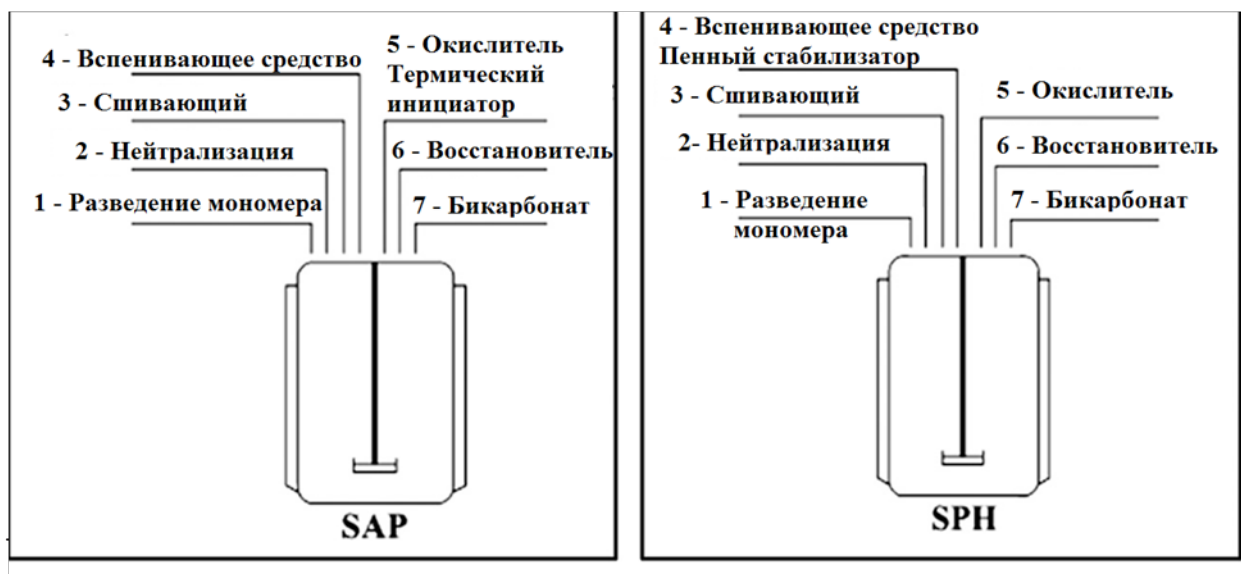 4 - Вспенивающее средство
5 - Окислитель
Термический
инициатор
3 - Сшивающий
2 - Нейтрализация
6 - Восстановитель
1 - Разведение мономера
7 - Бикарбонат
SAP
4 - Вспенивающее средство
Пенный стабилизатор
3 - Сшивающий
5 - Окислитель
2- Нейтрализация
6 - Восстановитель
1 - Разведение
мономера
7 - Бикарбонат
SPH